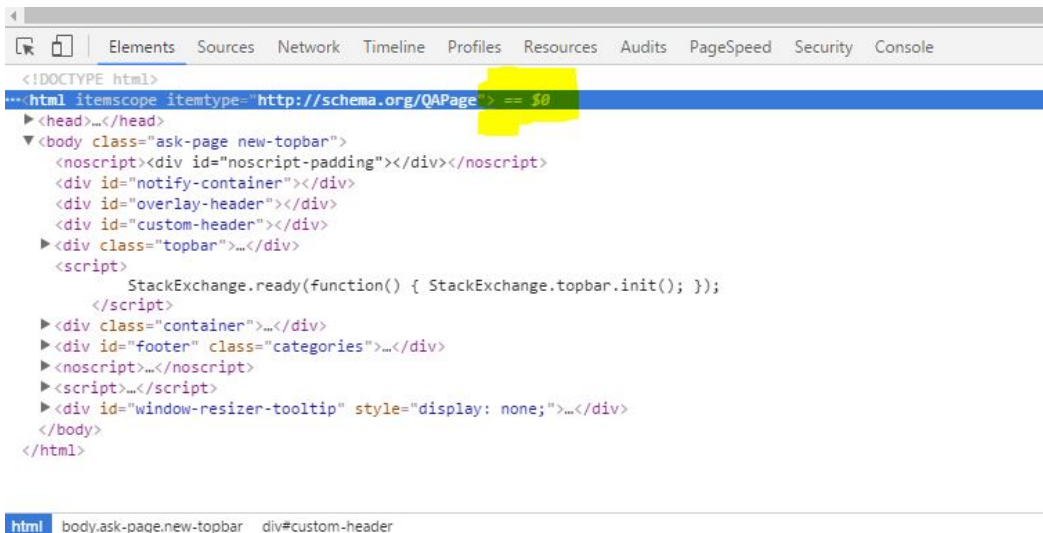 Elements Sources Network Timeline Profiles Resources Audits PageSpeed Security Console
<!DOCTYPE html>
…<html itemscope itemtype="http://schema.org/QAPage"> == $0
▶<head>…</head>
▼<body class="ask-page new-topbar">
<noscript><div id="noscript-padding"></div></noscript>
<div id="notify-container"></div>
<div id="overlay-header"></div>
<div id="custom-header"></div>
▶<div class="topbar">…</div>
<script>
StackExchange.ready(function() { StackExchange.topbar.init(); });
</script>
▶<div class="container">…</div>
▶<div id="footer" class="categories">…</div>
▶<noscript>…</noscript>
▶<script>…</script>
▶<div id="window-resizer-tooltip" style="display: none;">…</div>
</body>
</html>
html body.ask-page.new-topbar div#custom-header